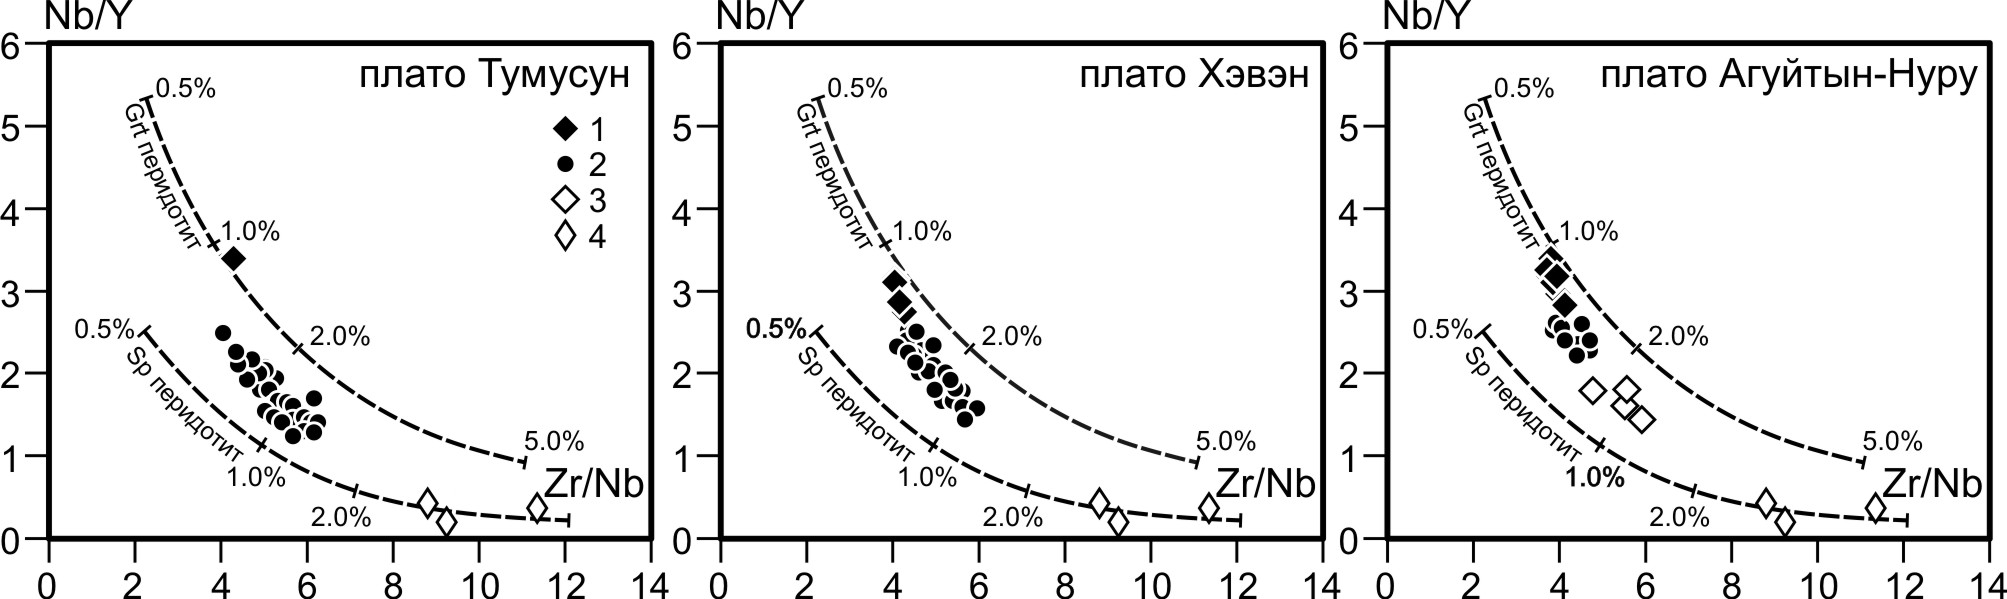 Nb/Y
6
5
4
3
2
1
0
плато Тумусун
0.5%
Grt перидотит
1.0%
2.0%
5.0%
0.5%
Sp перидотит
1.0%
2.0%
1
2
3
4
Zr/Nb
0 2 4 6 8 10 12 14
Nb/Y
6
5
4
3
2
1
0
плато Хэвэн
0.5%
Grt перидотит
1.0%
2.0%
5.0%
0.5%
Sp перидотит
1.0%
2.0%
Zr/Nb
0 2 4 6 8 10 12 14
Nb/Y
6
5
4
3
2
1
0
плато Агуйтын-Нуру
0.5%
Grt перидотит
1.0%
2.0%
5.0%
0.5%
Sp перидотит
1.0%
2.0%
Zr/Nb
0 2 4 6 8 10 12 14